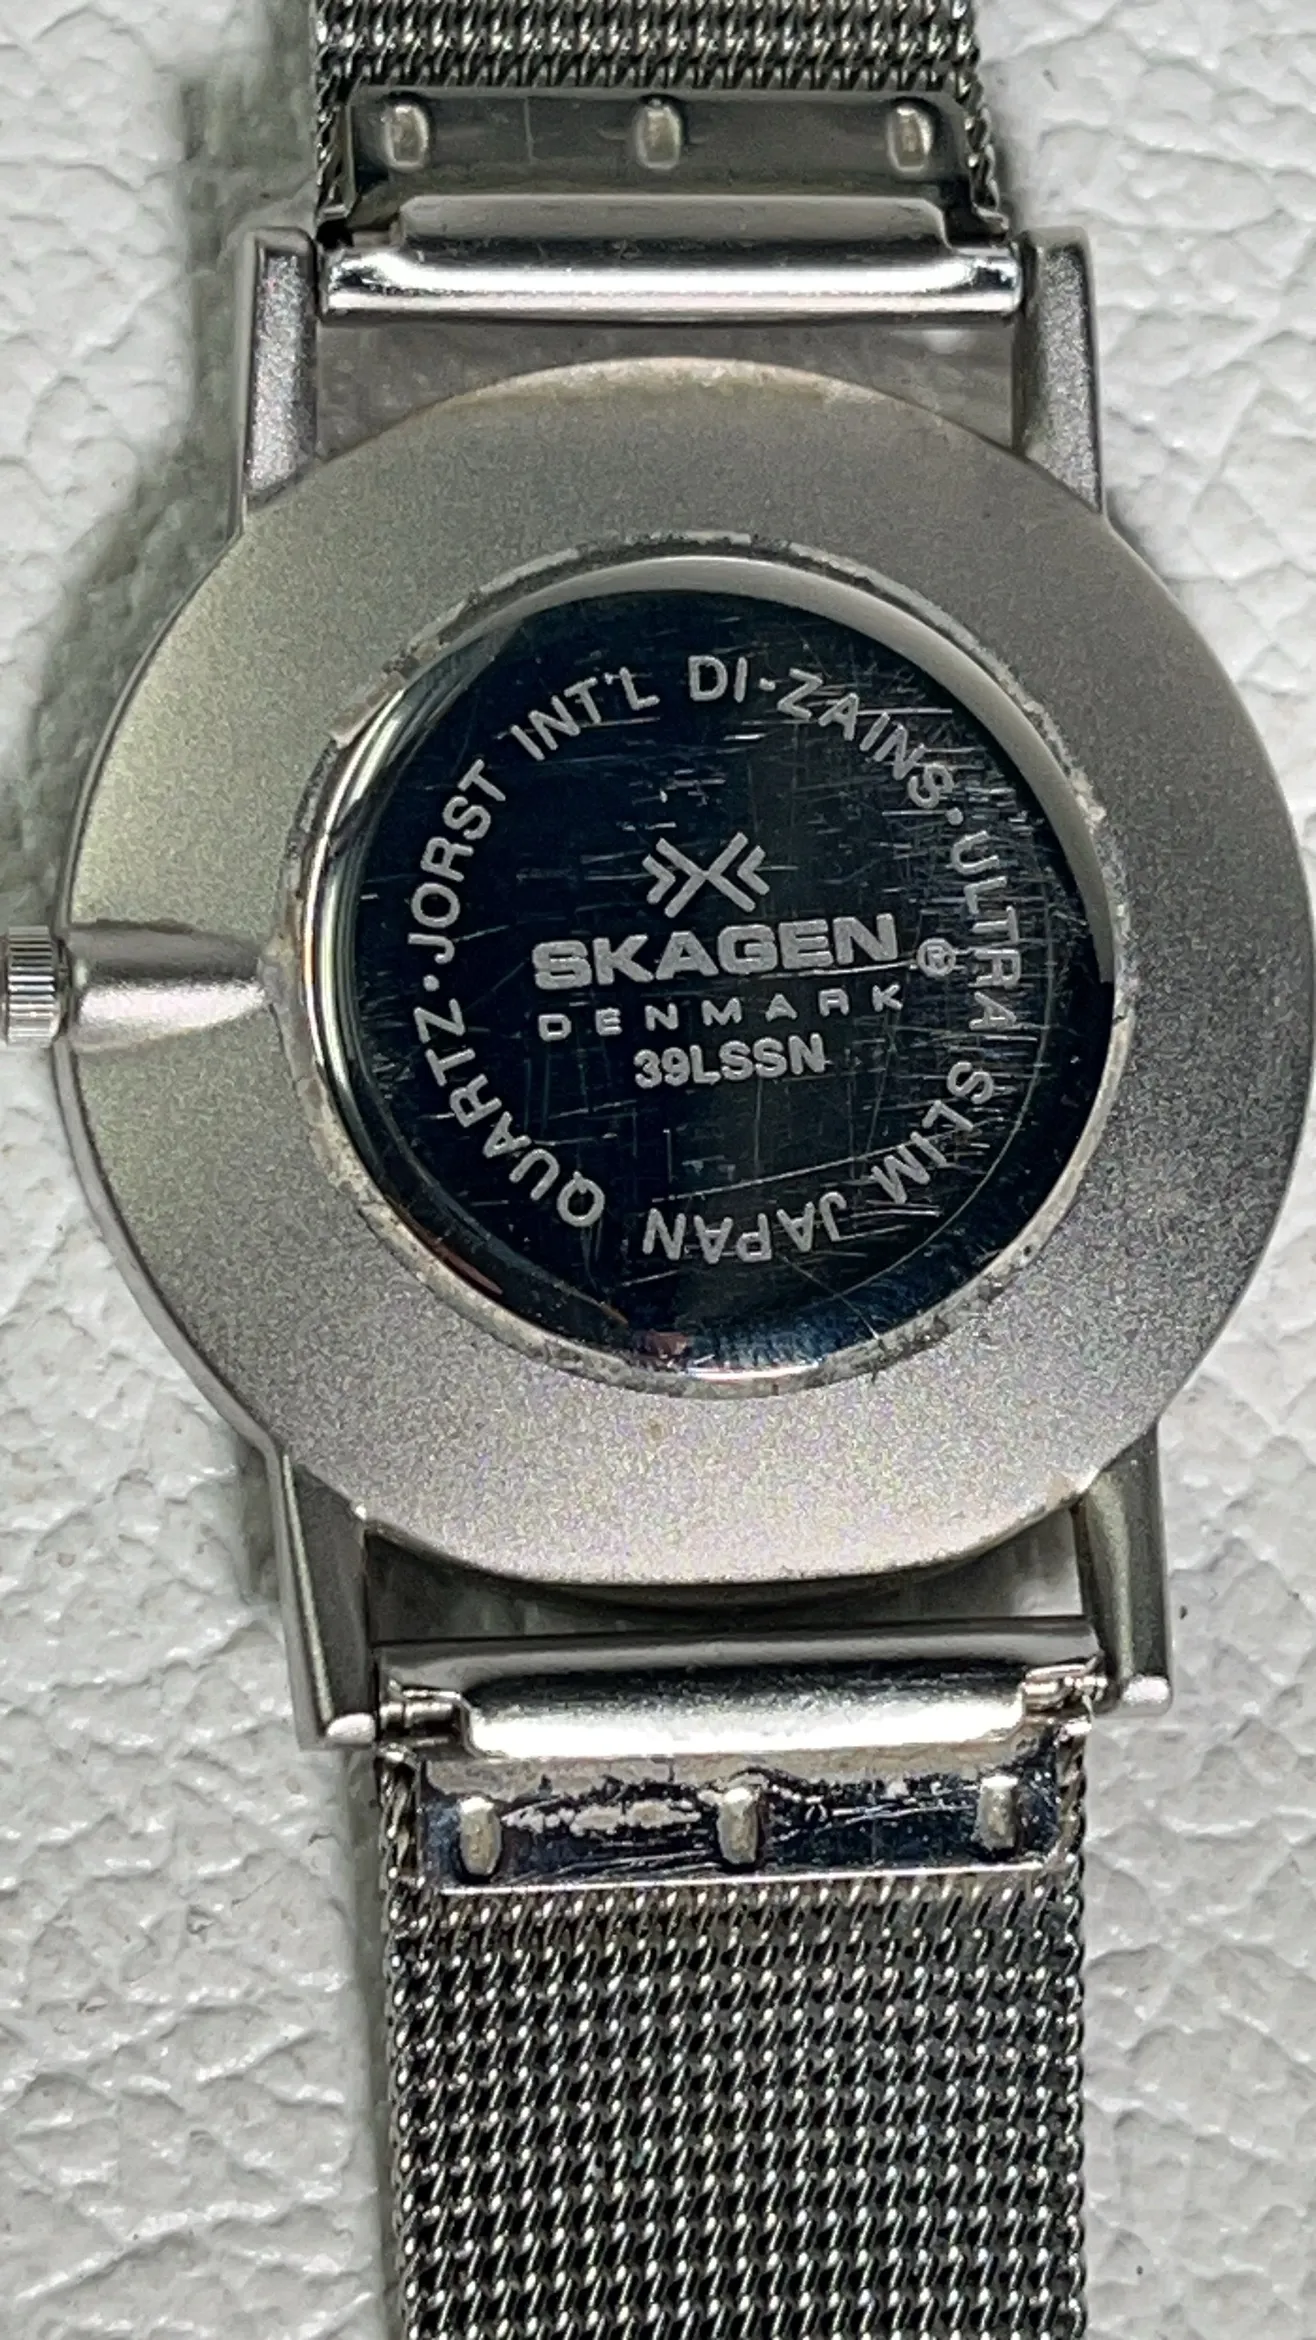 JORST INT'L DI-ZAINS·ULTRA SLIM JAPAN QUARTZ·
SKAGEN®
DENMARK
39LSSN